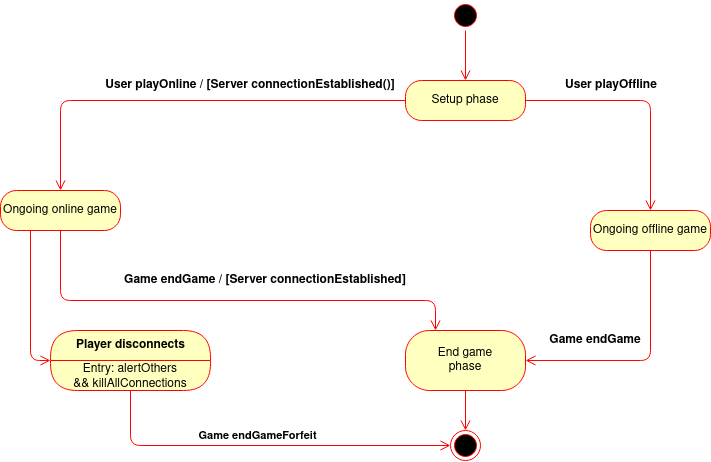 User playOnline / [Server connectionEstablished()]
User playOffline
Setup phase
Ongoing online game
Ongoing offline game
Game endGame / [Server connectionEstablished]
Player disconnects
Entry: alertOthers
&& killAllConnections
End game
phase
Game endGame
Game endGameForfeit